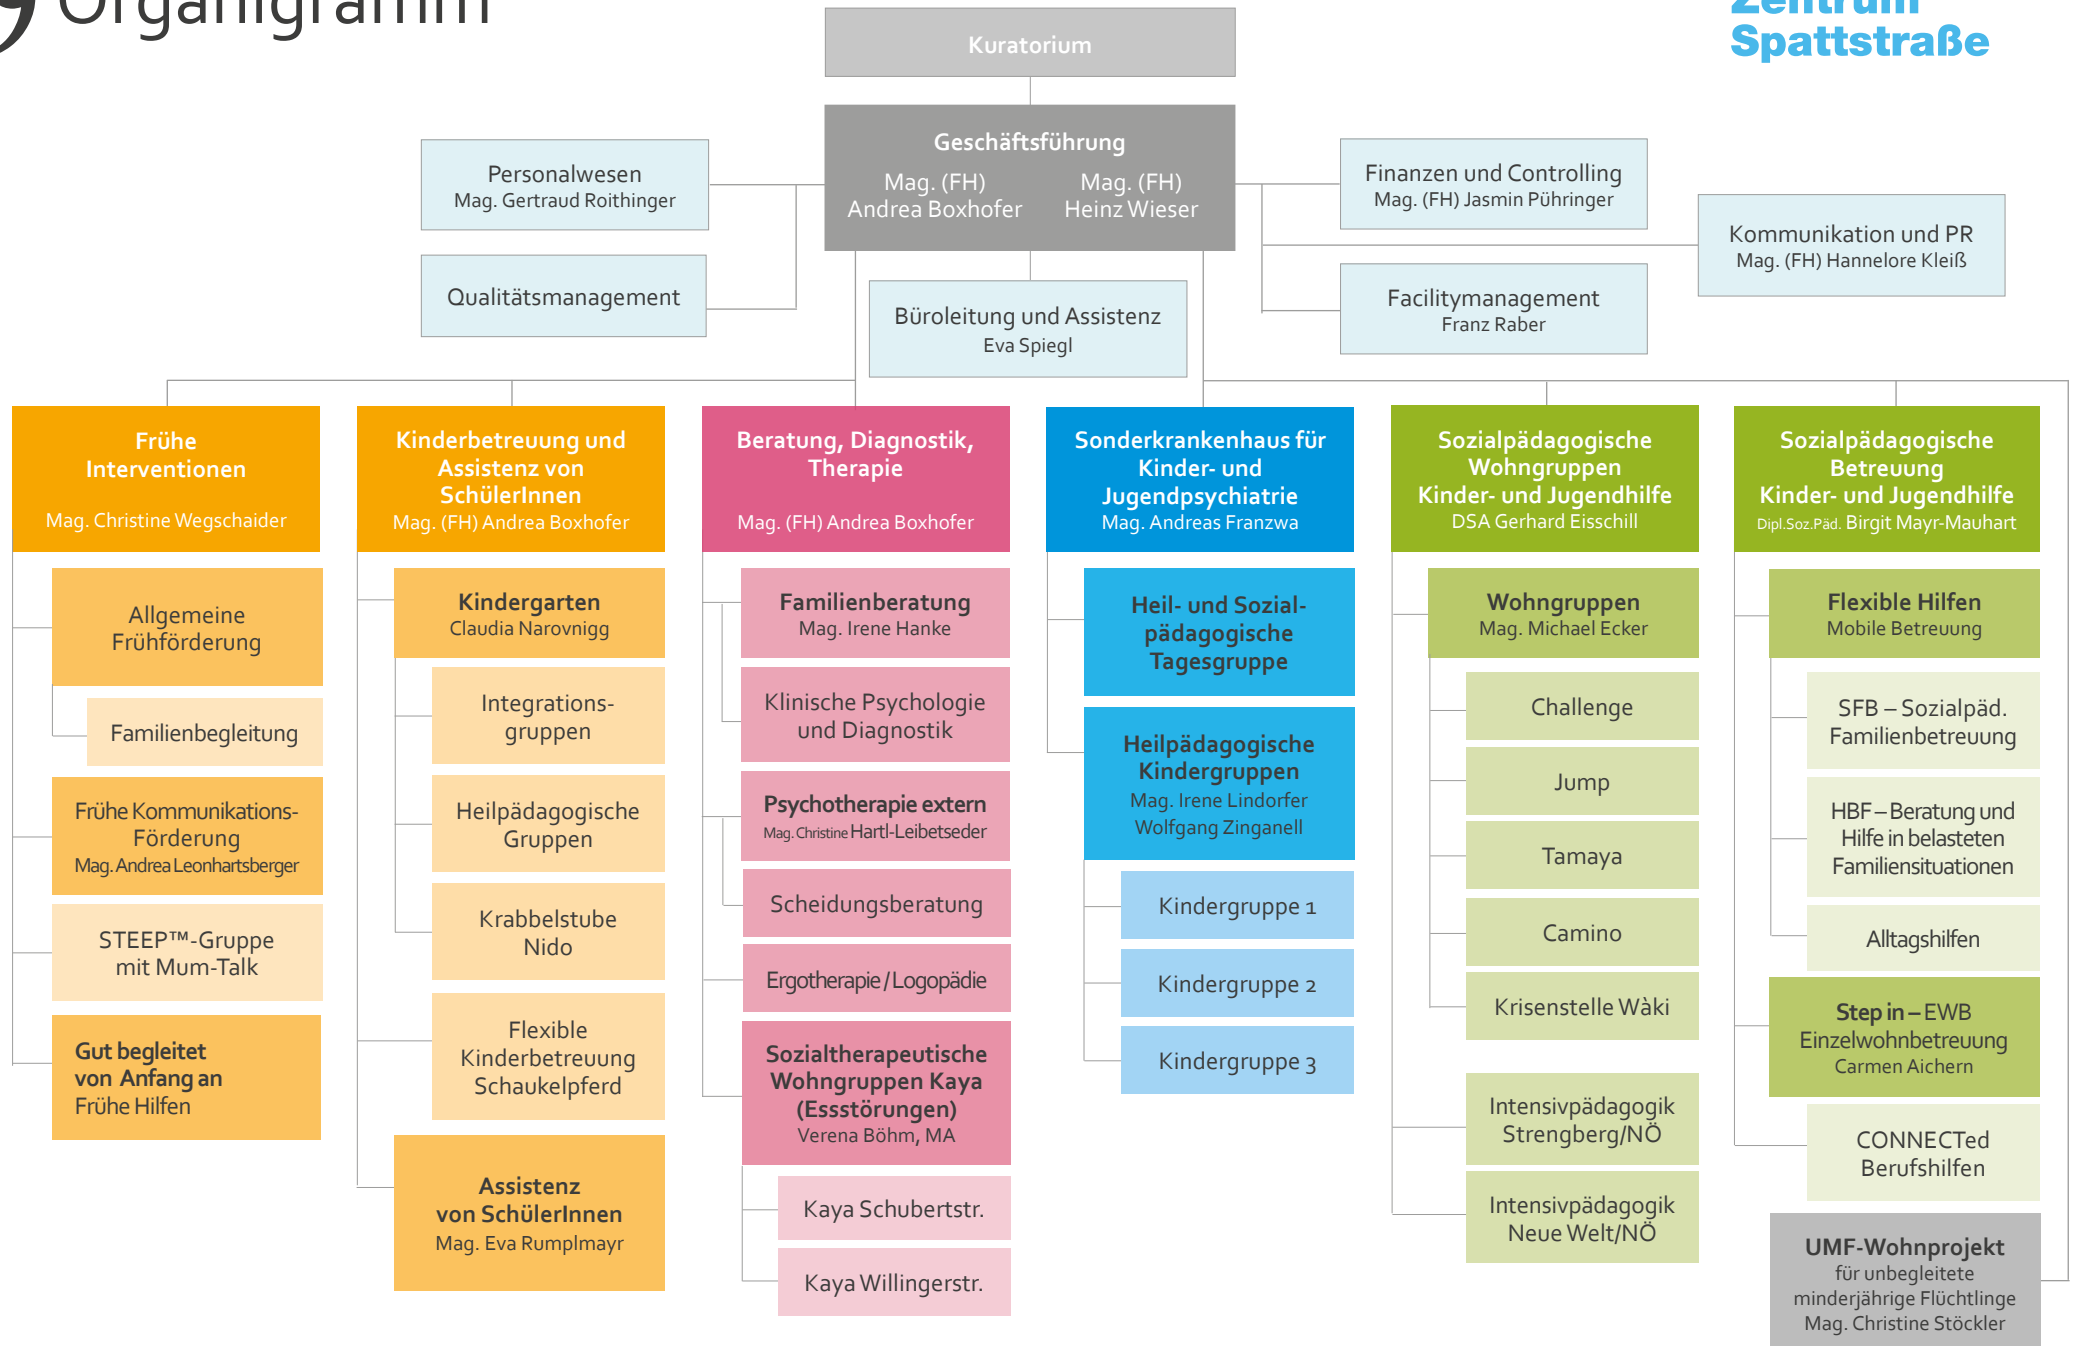 Organigramm
Zentrum
Spattstraße
Kuratorium
Geschäftsführung
Mag. (FH)
Andrea Boxhofer
Mag. (FH)
Heinz Wieser
Personalwesen
Mag. Gertraud Roithinger
Qualitätsmanagement
Büroleitung und Assistenz
Eva Spiegl
Finanzen und Controlling
Mag. (FH) Jasmin Pühringer
Kommunikation und PR
Mag. (FH) Hannelore Kleiß
Facilitymanagement
Franz Raber
Frühe
Interventionen
Mag. Christine Wegschaider
Allgemeine
Frühförderung
Familienbegleitung
Frühe Kommunikations-
Förderung
Mag. Andrea Leonhartsberger
STEEP™-Gruppe
mit Mum-Talk
Gut begleitet
von Anfang an
Frühe Hilfen
Kinderbetreuung und
Assistenz von
SchülerInnen
Mag. (FH) Andrea Boxhofer
Kindergarten
Claudia Narovnigg
Integrations-
gruppen
Heilpädagogische
Gruppen
Krabbelstube
Nido
Flexible
Kinderbetreuung
Schaukelpferd
Assistenz
von SchülerInnen
Mag. Eva Rumplmayr
Beratung, Diagnostik,
Therapie
Mag. (FH) Andrea Boxhofer
Familienberatung
Mag. Irene Hanke
Klinische Psychologie
und Diagnostik
Psychotherapie extern
Mag. Christine Hartl-Leibetseder
Scheidungsberatung
Ergotherapie / Logopädie
Sozialtherapeutische
Wohngruppen Kaya
(Essstörungen)
Verena Böhm, MA
Kaya Schubertstr.
Kaya Willingerstr.
Sonderkrankenhaus für
Kinder- und
Jugendpsychiatrie
Mag. Andreas Franzwa
Heil- und Sozial-
pädagogische
Tagesgruppe
Heilpädagogische
Kindergruppen
Mag. Irene Lindorfer
Wolfgang Zinganell
Kindergruppe 1
Kindergruppe 2
Kindergruppe 3
Sozialpädagogische
Wohngruppen
Kinder- und Jugendhilfe
DSA Gerhard Eisschill
Wohngruppen
Mag. Michael Ecker
Challenge
Jump
Tamaya
Camino
Krisenstelle Wàki
Intensivpädagogik
Strengberg/NÖ
Intensivpädagogik
Neue Welt/NÖ
Sozialpädagogische
Betreuung
Kinder- und Jugendhilfe
Dipl.Soz.Päd. Birgit Mayr-Mauhart
Flexible Hilfen
Mobile Betreuung
SFB – Sozialpäd.
Familienbetreuung
HBF – Beratung und
Hilfe in belasteten
Familiensituationen
Alltagshilfen
Step in – EWB
Einzelwohnbetreuung
Carmen Aichern
CONNECTed
Berufshilfen
UMF-Wohnprojekt
für unbegleitete
minderjährige Flüchtlinge
Mag. Christine Stöckler